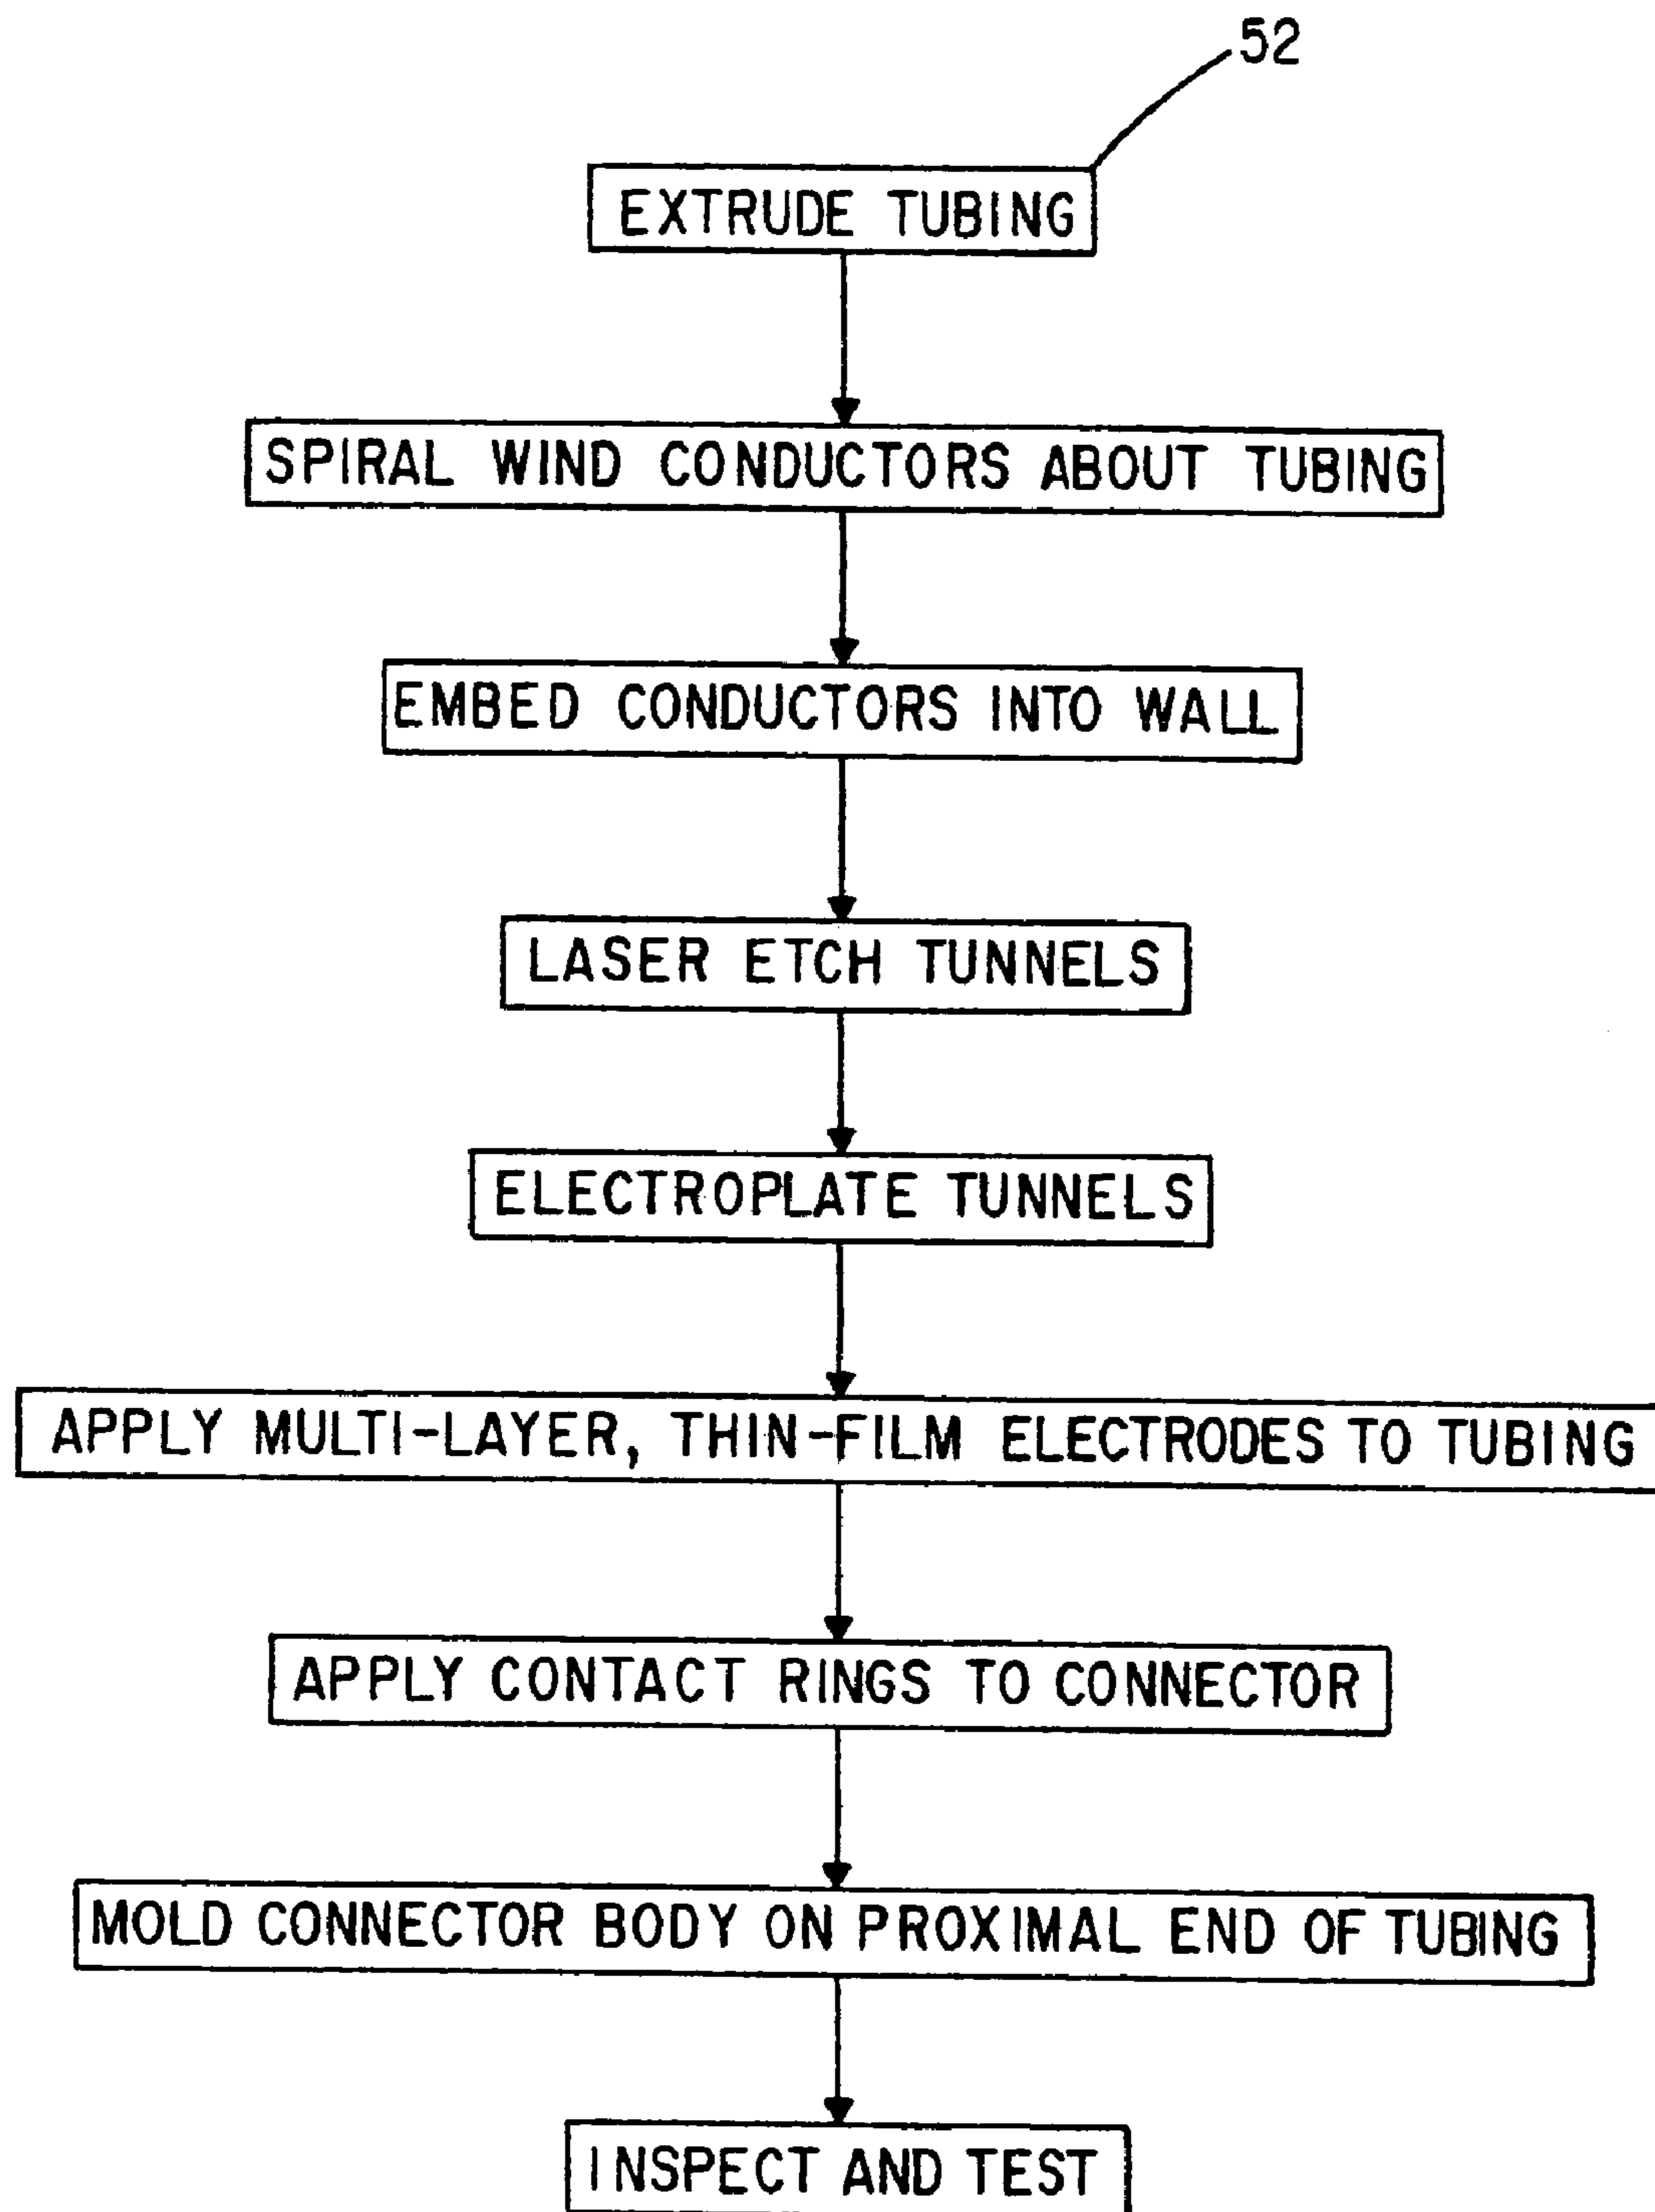 52
EXTRUDE TUBING
SPIRAL WIND CONDUCTORS ABOUT TUBING
EMBED CONDUCTORS INTO WALL
LASER ETCH TUNNELS
ELECTROPLATE TUNNELS
APPLY MULTI-LAYER, THIN-FILM ELECTRODES TO TUBING
APPLY CONTACT RINGS TO CONNECTOR
MOLD CONNECTOR BODY ON PROXIMAL END OF TUBING
INSPECT AND TEST